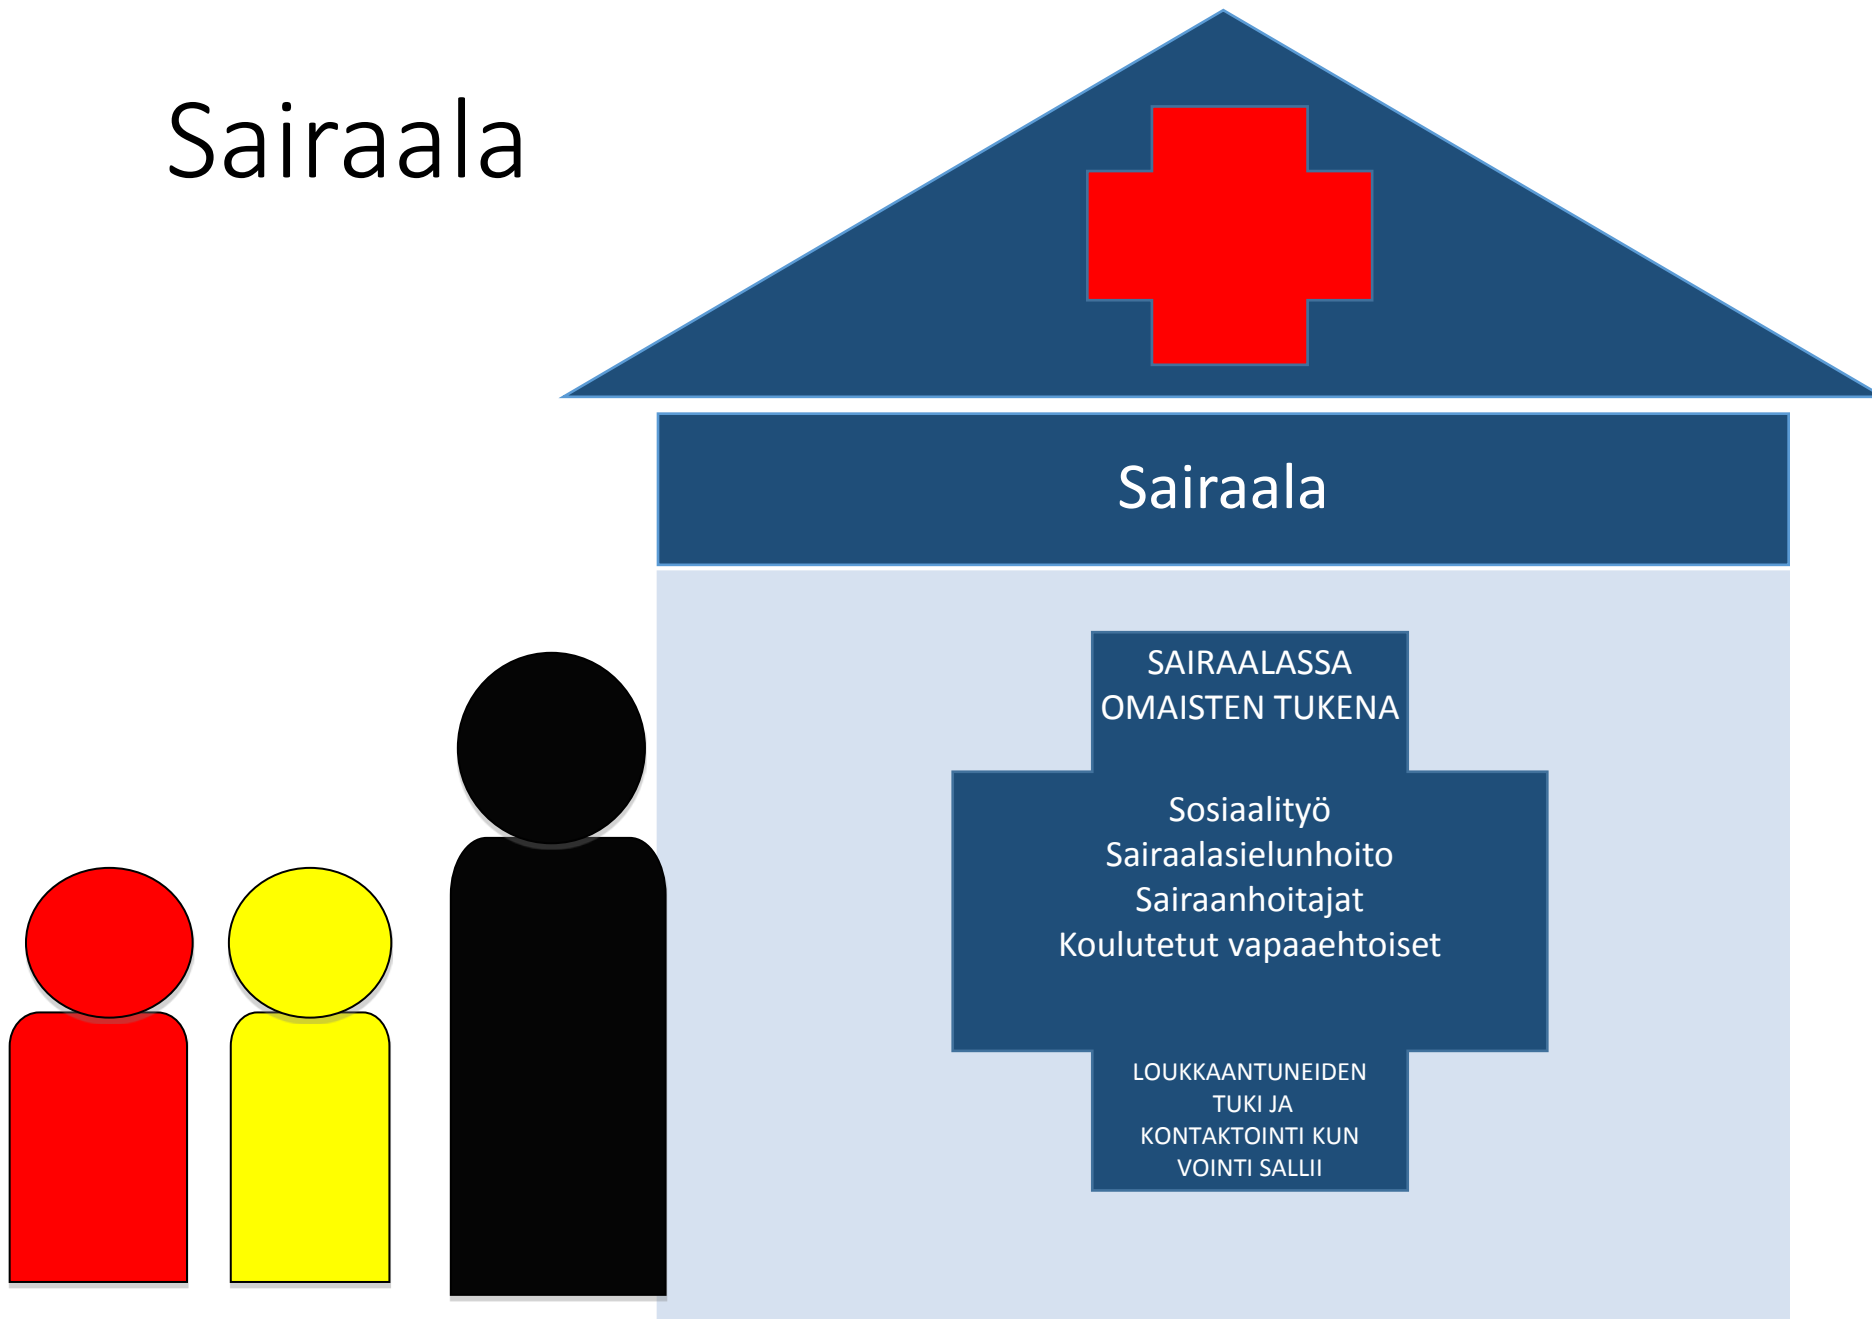 Sairaala
Sairaala
SAIRAALASSA
OMAISTEN TUKENA
Sosiaalityö
Sairaalasielunhoito
Sairaanhoitajat
Koulutetut vapaaehtoiset
LOUKKAANTUNEIDEN
TUKI JA
KONTAKTOINTI KUN
VOINTI SALLII